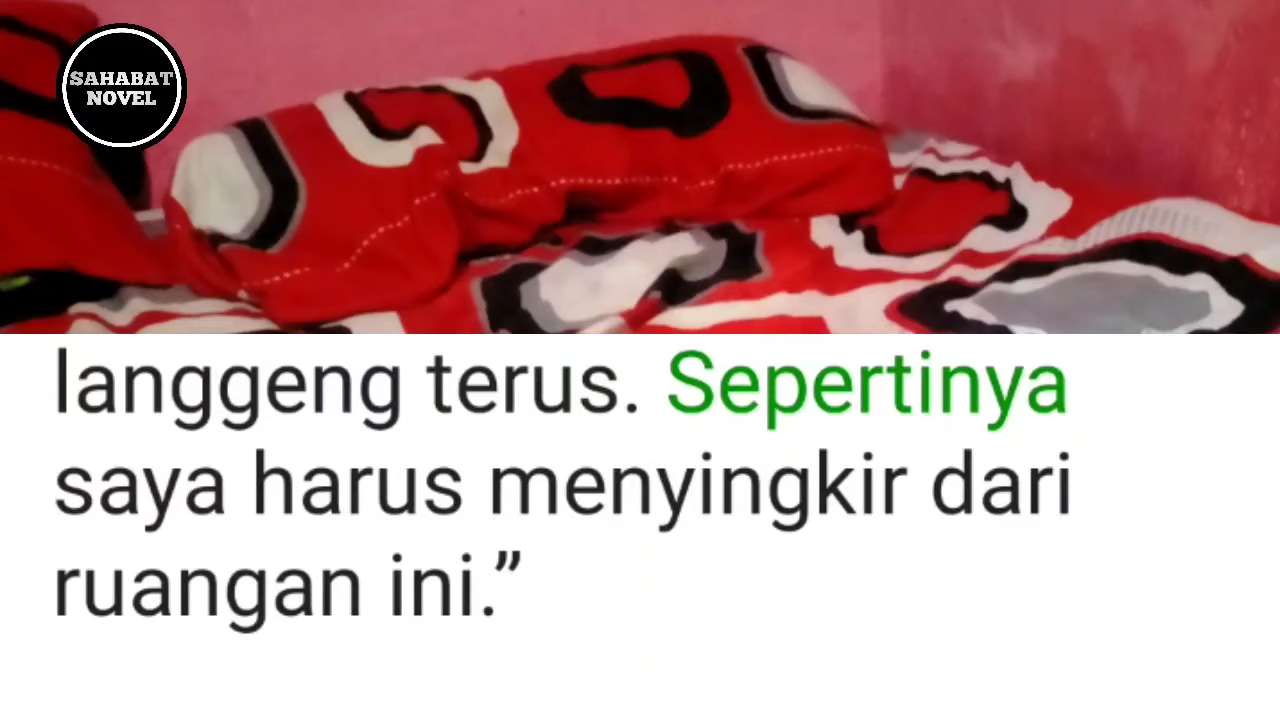 SAHABAT
NOVEL
langgeng terus. Sepertinya
saya harus menyingkir dari
ruangan ini.”